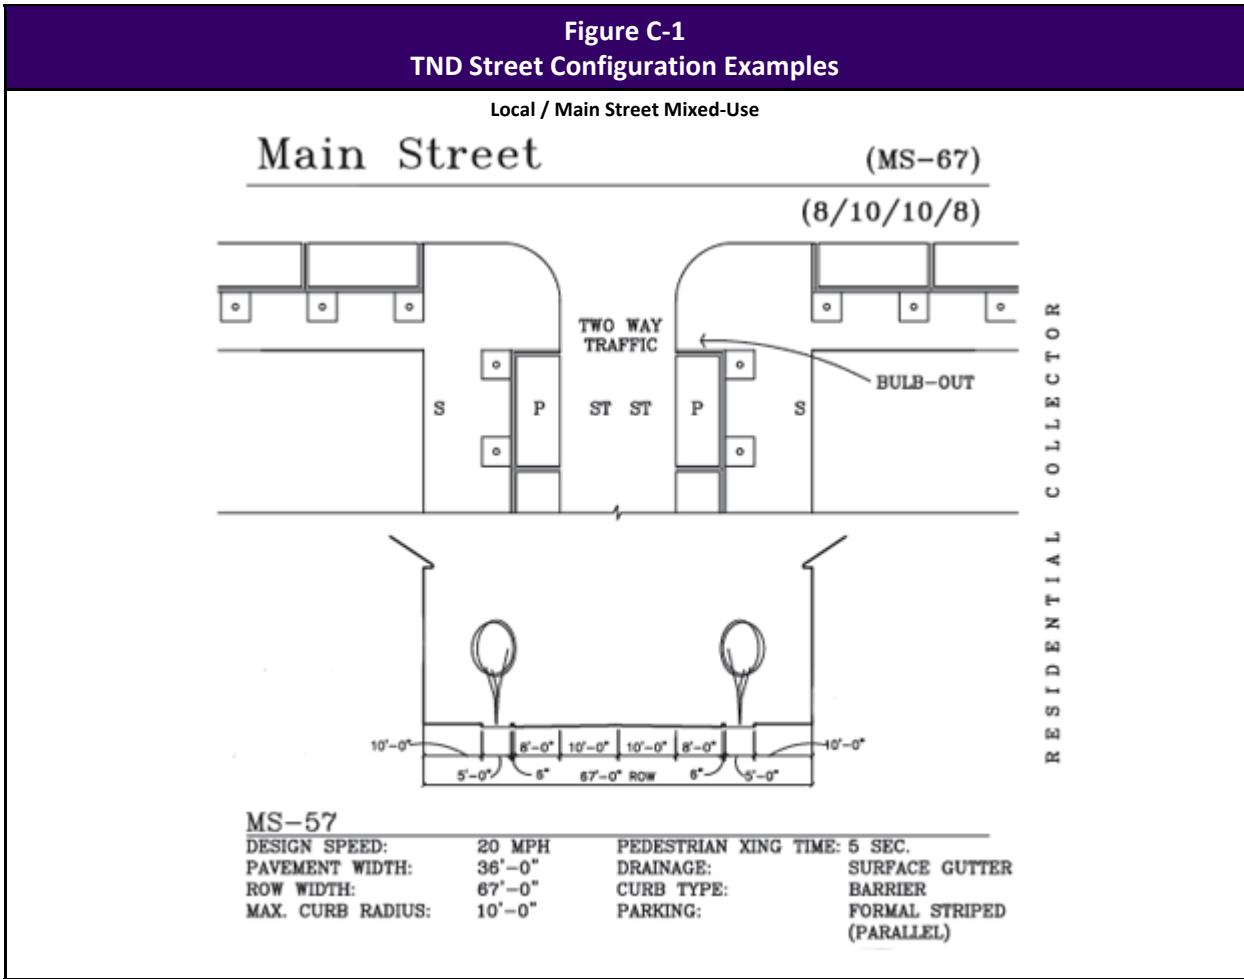 Figure C-1
TND Street Configuration Examples
Local / Main Street Mixed-Use
Main Street (MS-67)
(8/10/10/8)
TWO WAY
TRAFFIC
BULB-OUT
S P ST ST P S
RESIDENTIAL COLLECTOR
10'-0" 8'-0" 10'-0" 10'-0" 8'-0" 10'-0"
5'-0" 6" 67'-0" ROW 6" 5'-0"
MS-57
DESIGN SPEED: 20 MPH PEDESTRIAN XING TIME: 5 SEC.
PAVEMENT WIDTH: 36'-0" DRAINAGE: SURFACE GUTTER
ROW WIDTH: 67'-0" CURB TYPE: BARRIER
MAX. CURB RADIUS: 10'-0" PARKING: FORMAL STRIPED
(PARALLEL)